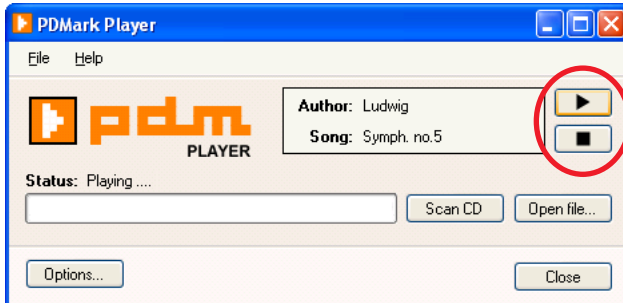 PDMark Player
File Help
pdm
PLAYER
Author: Ludwig
Song: Symph. no.5
Status: Playing ....
Scan CD Open file...
Options... Close